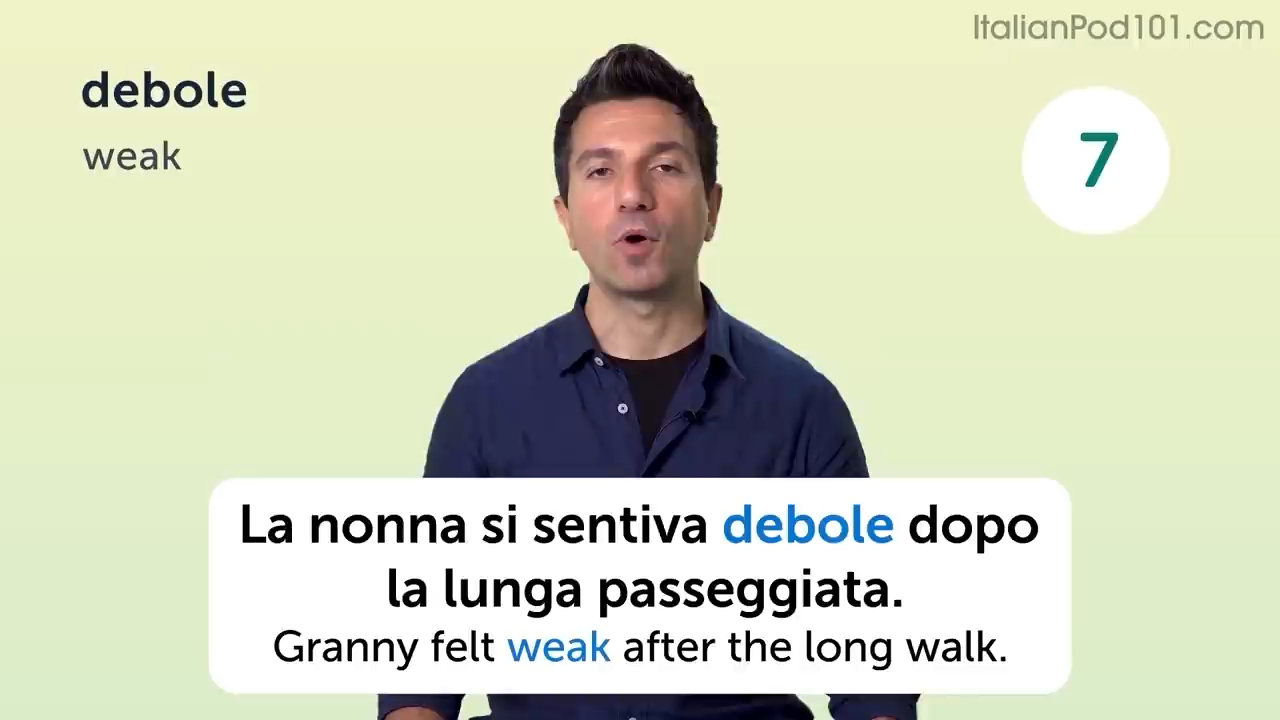 ItalianPod101.com
debole
weak
7
La nonna si sentiva debole dopo
la lunga passeggiata.
Granny felt weak after the long walk.